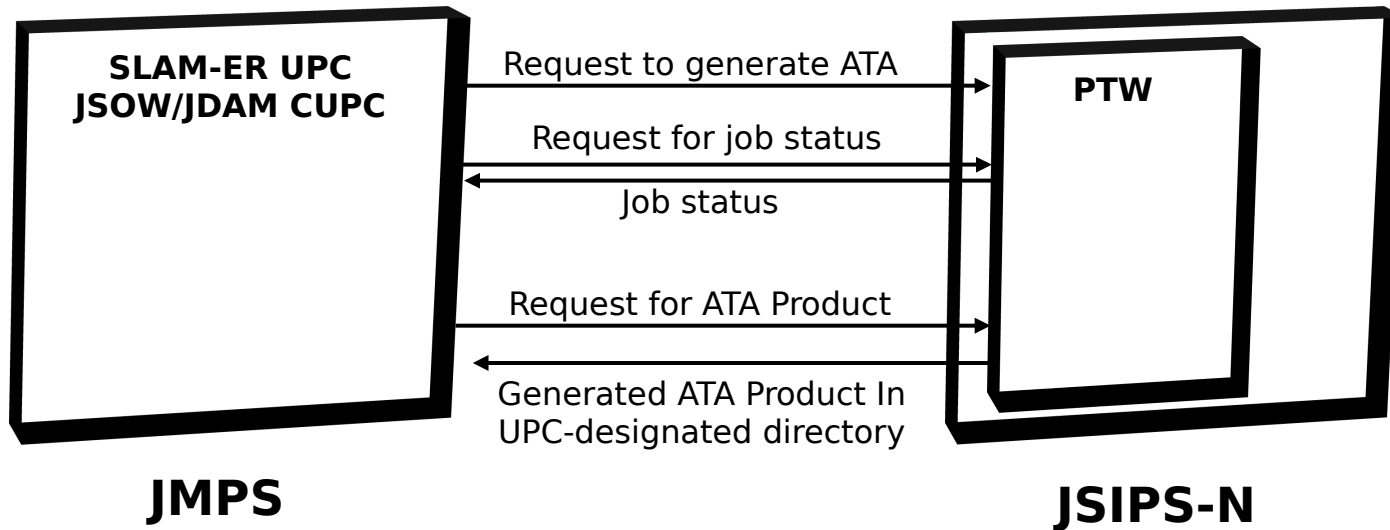 SLAM-ER UPC
JSOW/JDAM CUPC
Request to generate ATA
PTW
Request for job status
Job status
Request for ATA Product
Generated ATA Product In
UPC-designated directory
JMPS
JSIPS-N